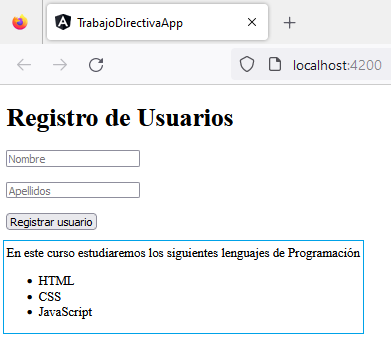 TrabajoDirectivaApp
localhost:4200
Registro de Usuarios
Nombre
Apellidos
Registrar usuario
En este curso estudiaremos los siguientes lenguajes de Programación
HTML
CSS
JavaScript